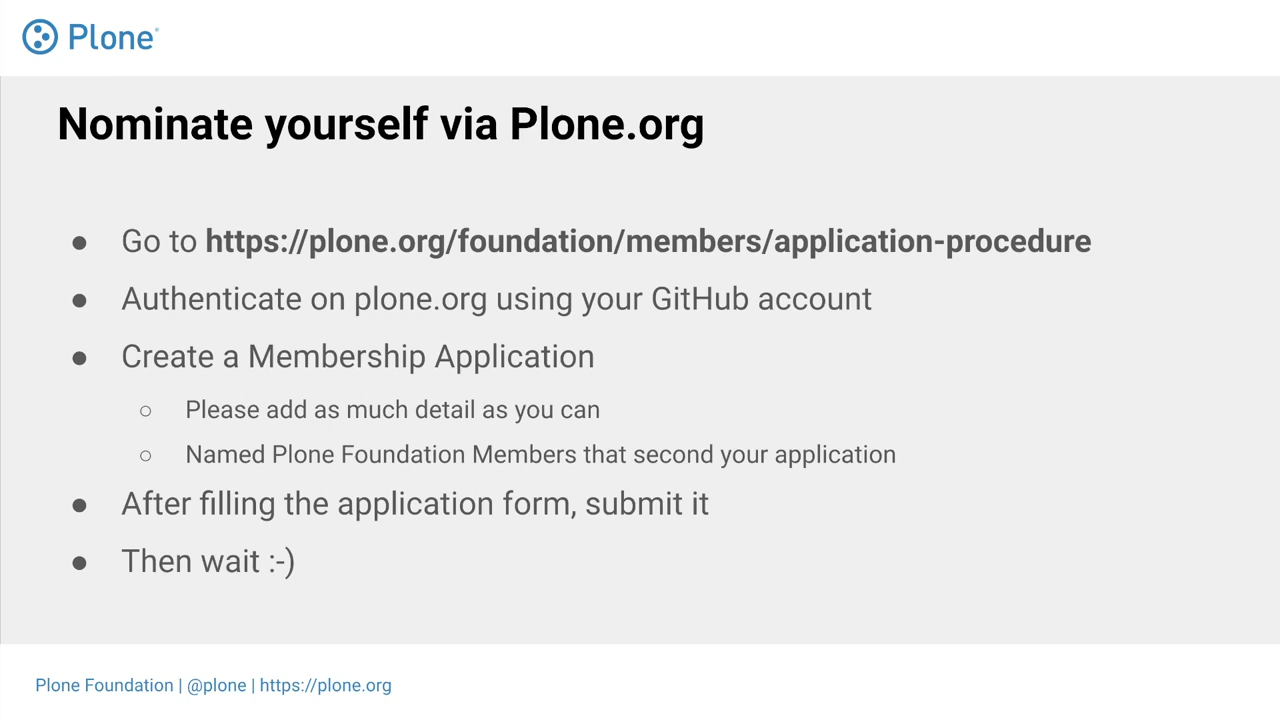 Plone®
Nominate yourself via Plone.org
● Go to https://plone.org/foundation/members/application-procedure
● Authenticate on plone.org using your GitHub account
● Create a Membership Application
○ Please add as much detail as you can
○ Named Plone Foundation Members that second your application
● After filling the application form, submit it
● Then wait :-)
Plone Foundation | @plone | https://plone.org